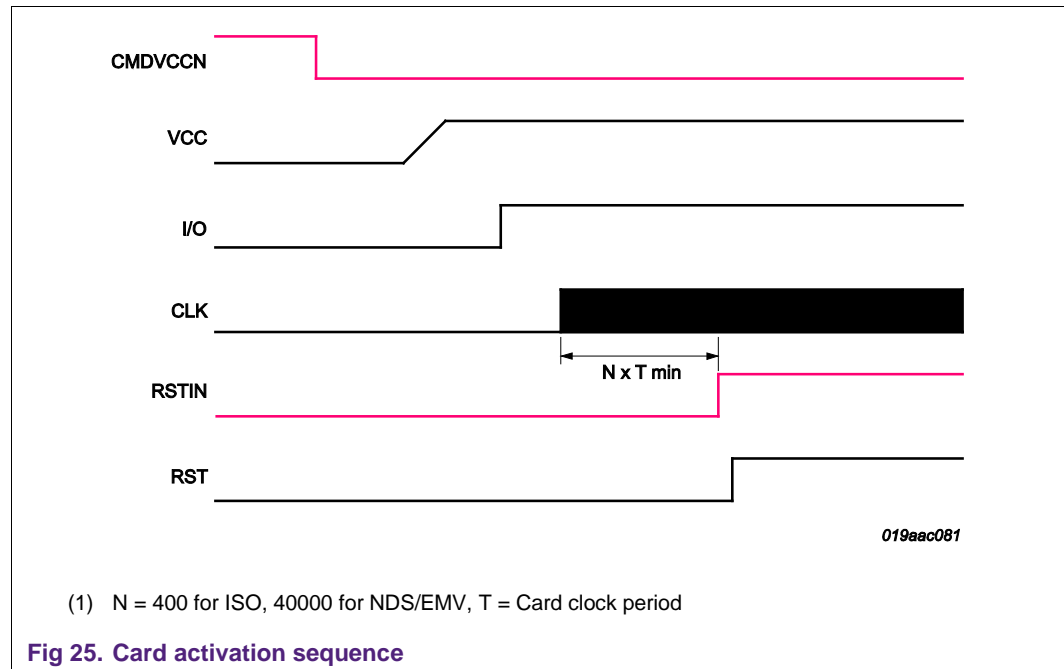 CMDVCCN
VCC
I/O
CLK
N x T min
RSTIN
RST
019aac081
(1) N = 400 for ISO, 40000 for NDS/EMV, T = Card clock period
Fig 25. Card activation sequence